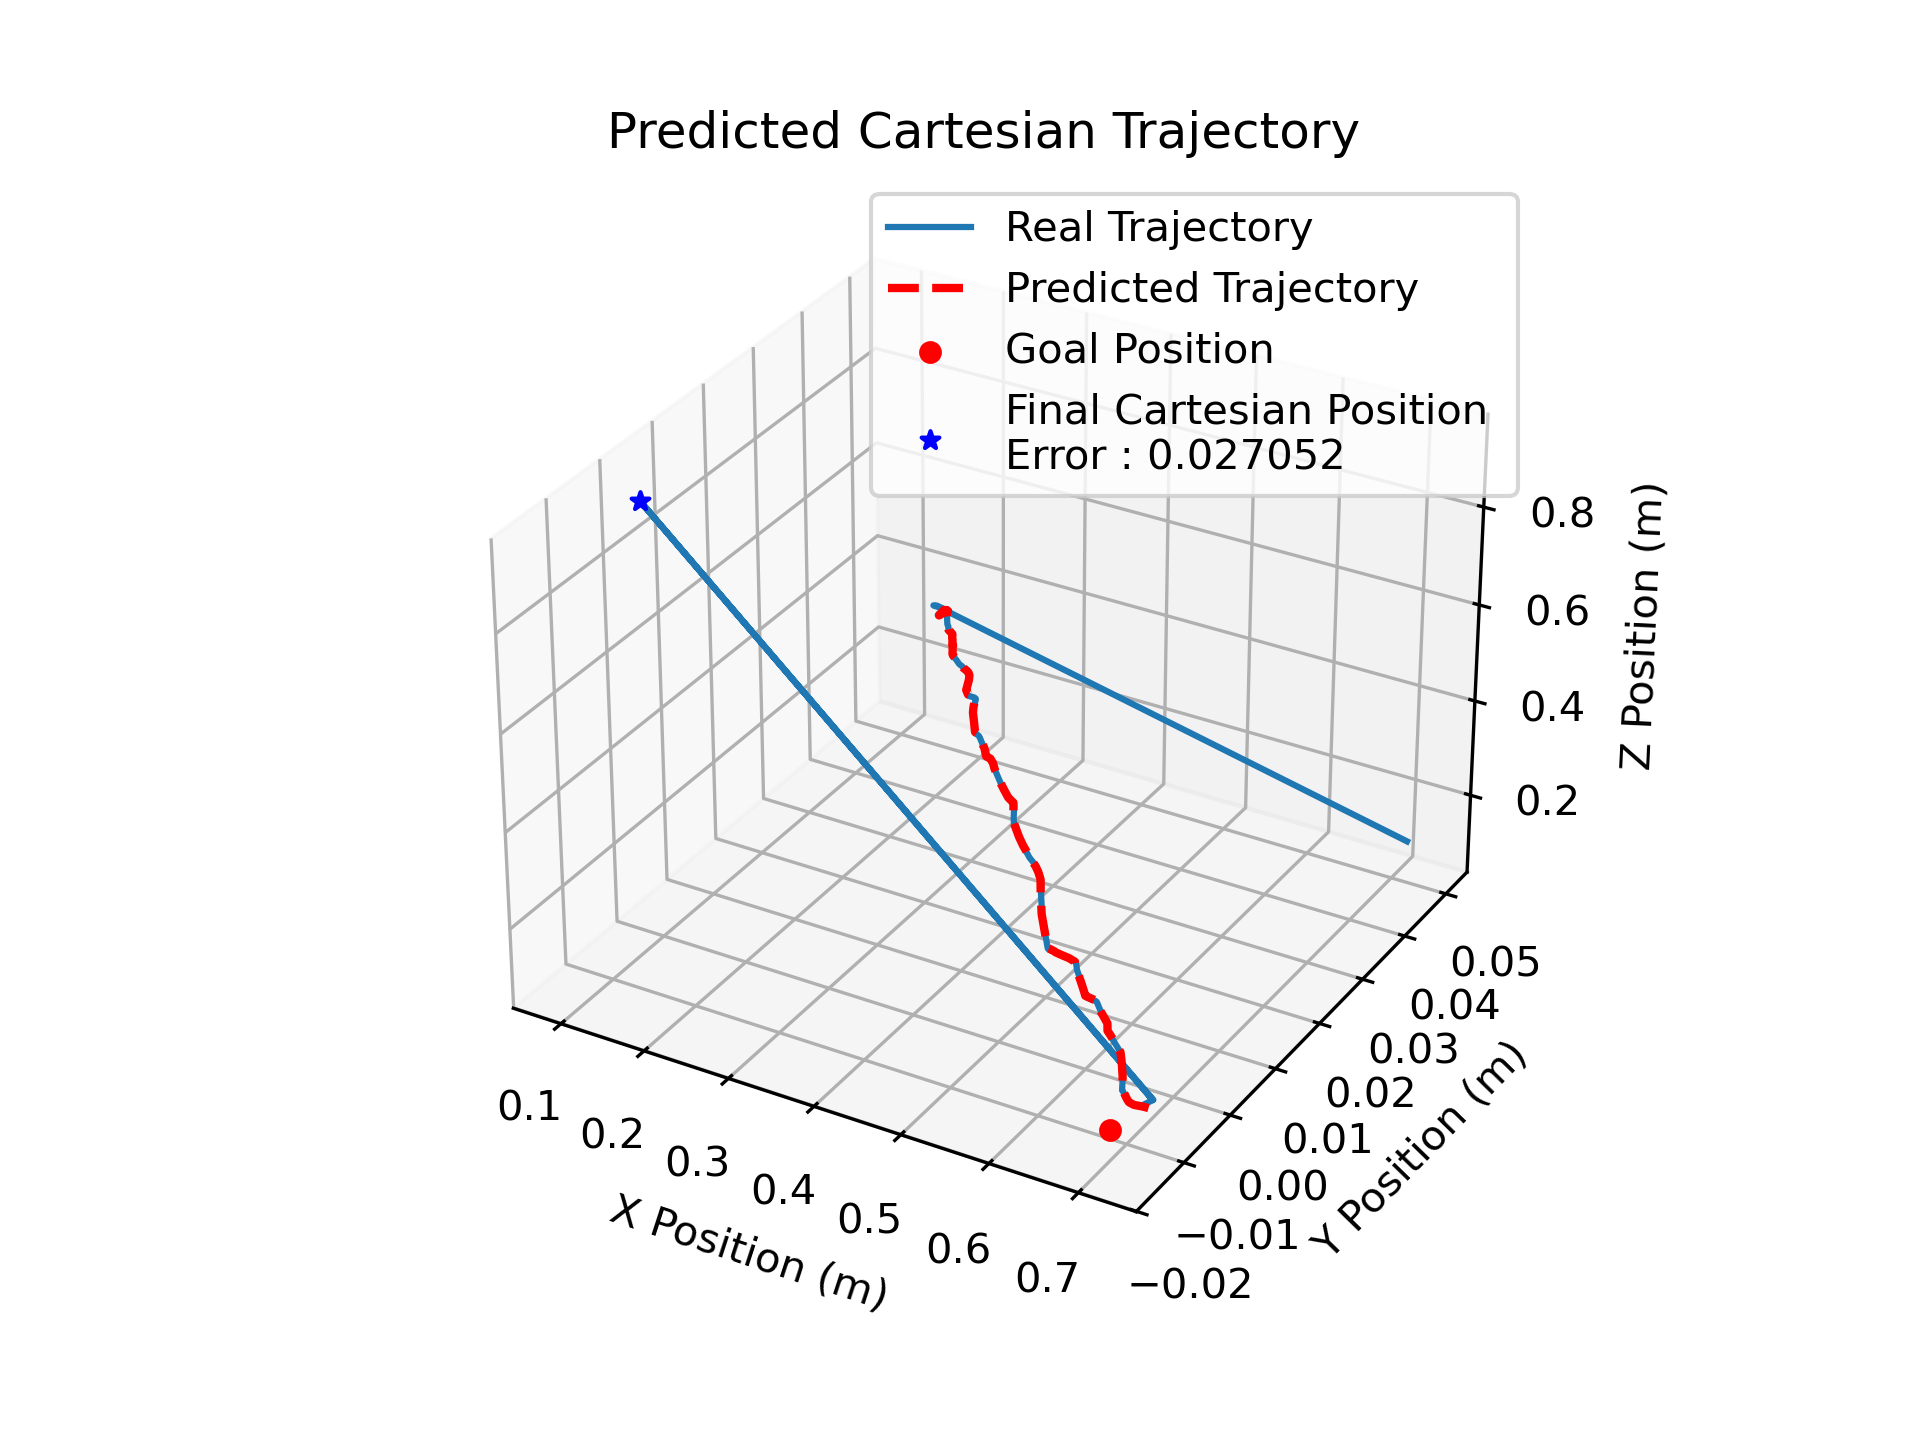 Predicted Cartesian Trajectory
Real Trajectory
Predicted Trajectory
Goal Position
Final Cartesian Position
Error : 0.027052
0.8
0.6
0.4
0.2
Z Position (m)
0.05
0.04
0.03
0.02
0.01
0.00
−0.01
−0.02
Y Position (m)
0.1
0.2
0.3
0.4
0.5
0.6
0.7
X Position (m)